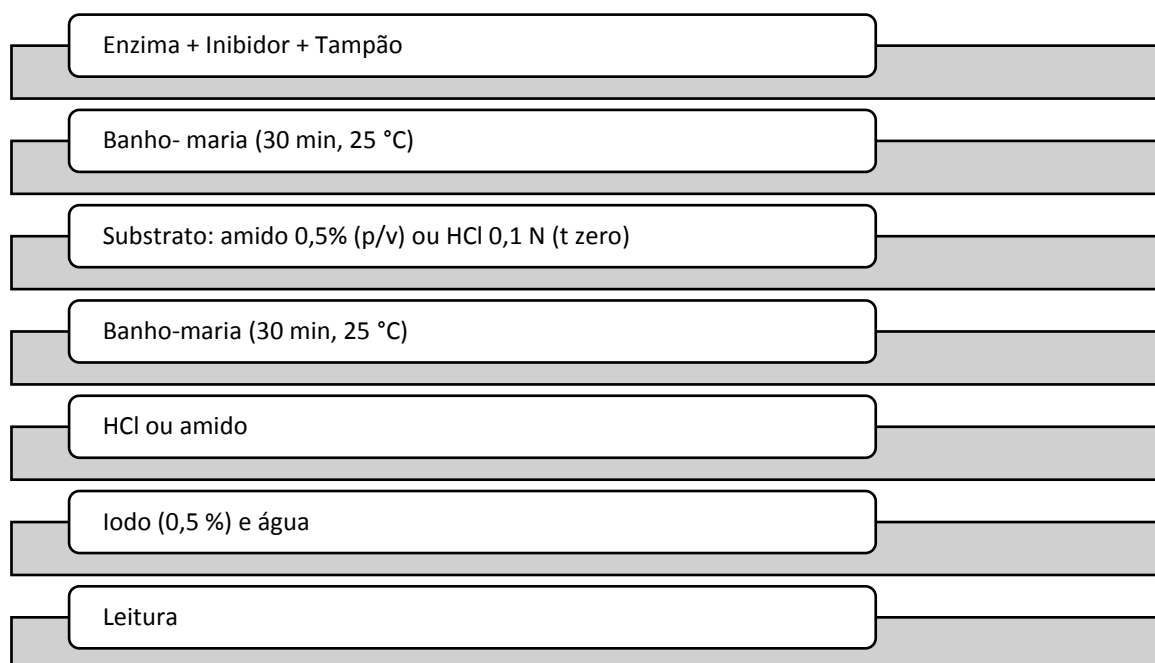 Enzima + Inibidor + Tampão
Banho- maria (30 min, 25 °C)
Substrato: amido 0,5% (p/v) ou HCl 0,1 N (t zero)
Banho-maria (30 min, 25 °C)
HCl ou amido
Iodo (0,5 %) e água
Leitura